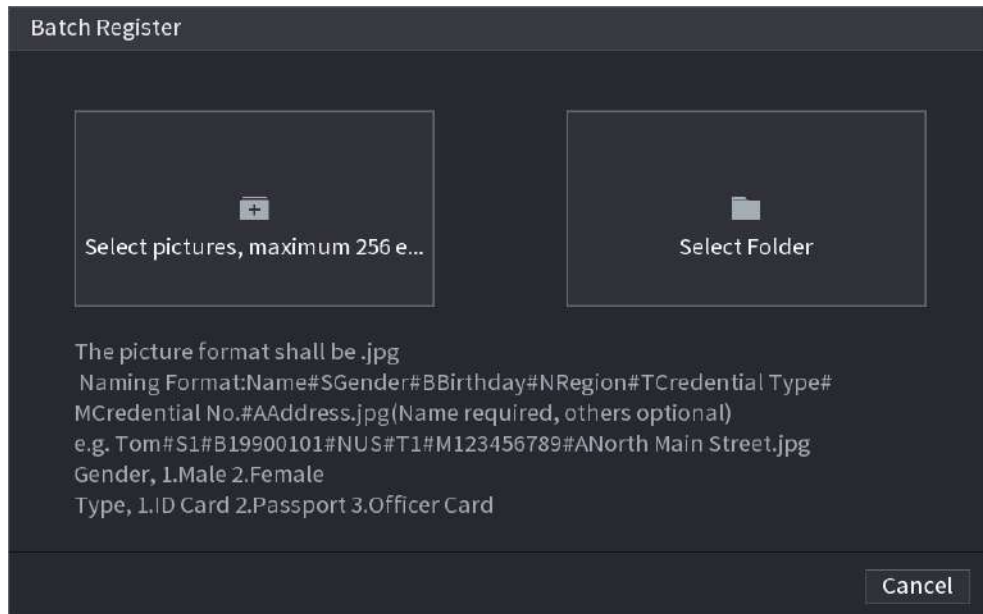 Batch Register
Select pictures, maximum 256 e...
Select Folder
The picture format shall be .jpg
Naming Format:Name#SGender#BBirthday#NRegion#TCredential Type#
MCredential No.#AAddress.jpg(Name required, others optional)
e.g. Tom#S1#B19900101#NUS#T1#M123456789#ANorth Main Street.jpg
Gender, 1.Male 2.Female
Type, 1.ID Card 2.Passport 3.Officer Card
Cancel